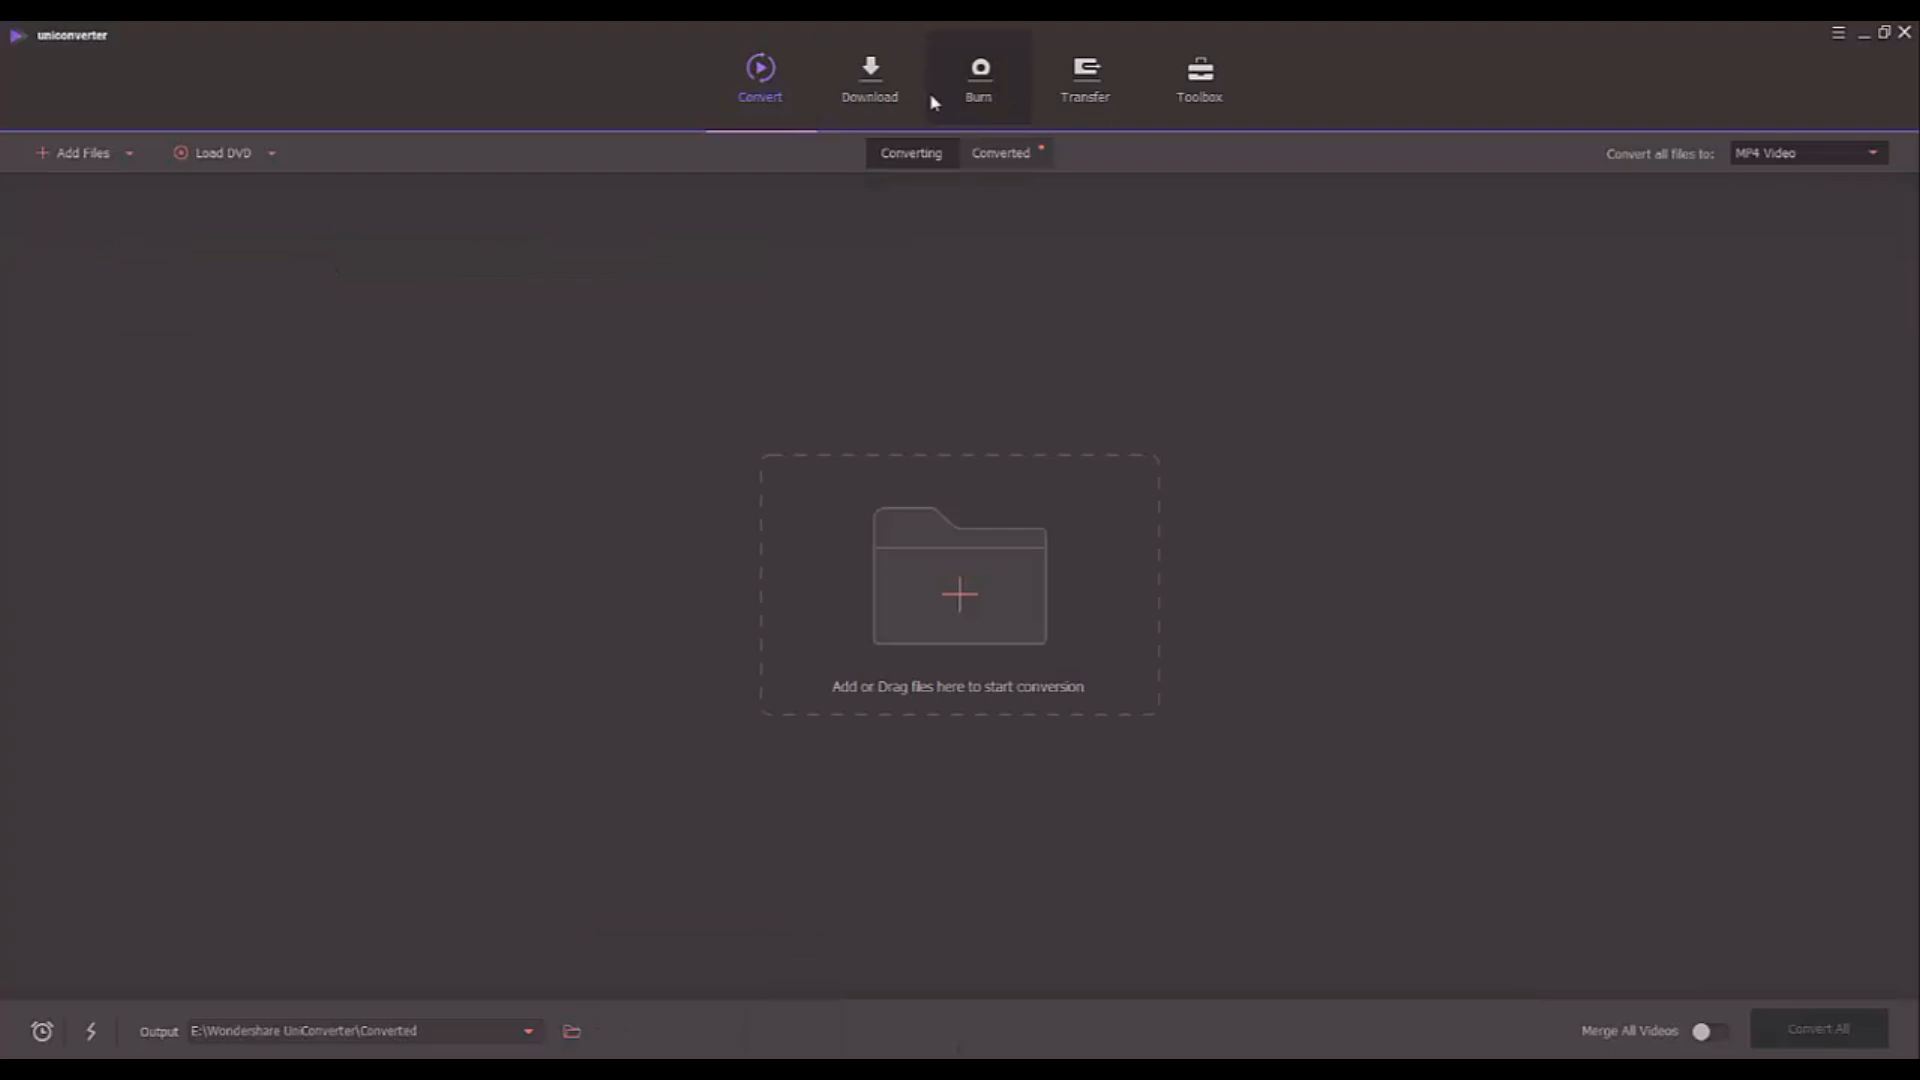 uniconverter
Convert
Download
Burn
Transfer
Toolbox
Add Files
Load DVD
Converting
Converted
Convert all files to:
MP4 Video
Add or Drag files here to start conversion
Output
E:\Wondershare UniConverter\Converted
Merge All Videos
Convert All